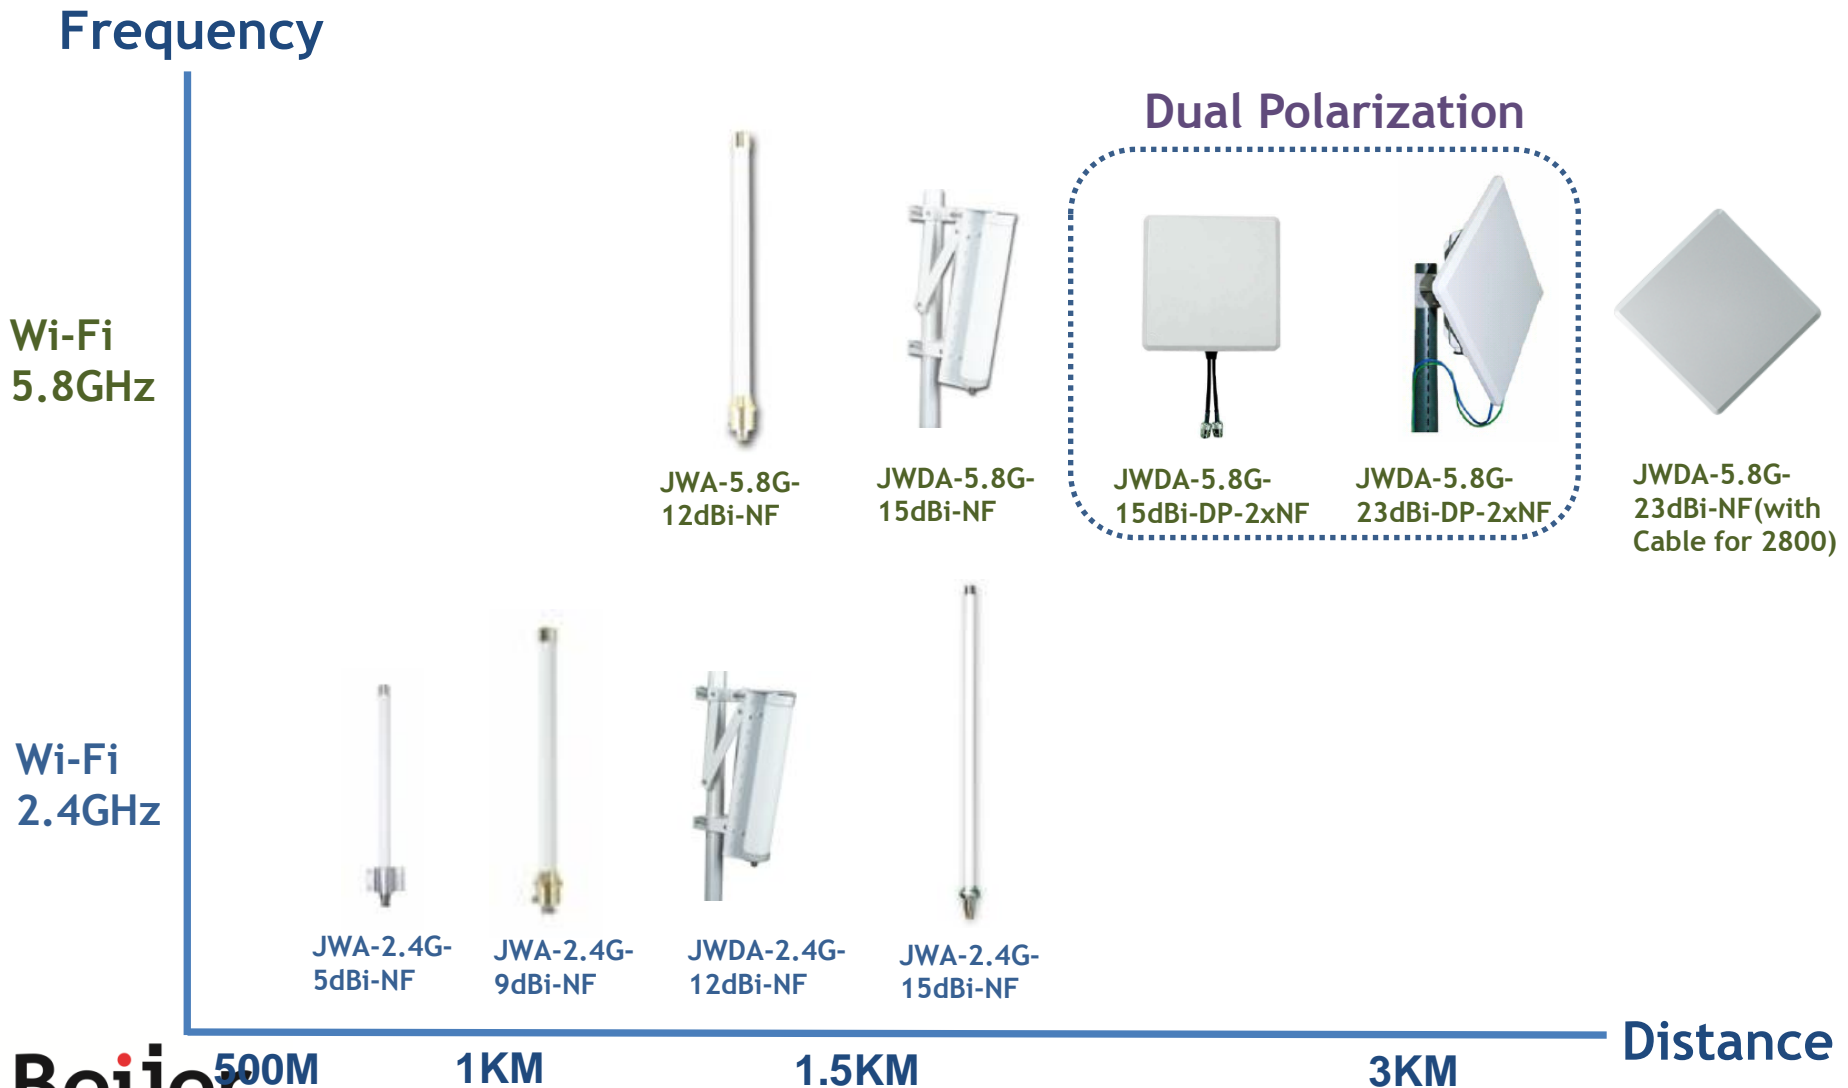 Frequency
Dual Polarization
Wi-Fi
5.8GHz
JWA-5.8G-
12dBi-NF
JWDA-5.8G-
15dBi-NF
JWDA-5.8G-
15dBi-DP-2xNF
JWDA-5.8G-
23dBi-DP-2xNF
JWDA-5.8G-
23dBi-NF(with
Cable for 2800)
Wi-Fi
2.4GHz
JWA-2.4G-
5dBi-NF
JWA-2.4G-
9dBi-NF
JWDA-2.4G-
12dBi-NF
JWA-2.4G-
15dBi-NF
Distance
Beijer
500M
1KM
1.5KM
3KM